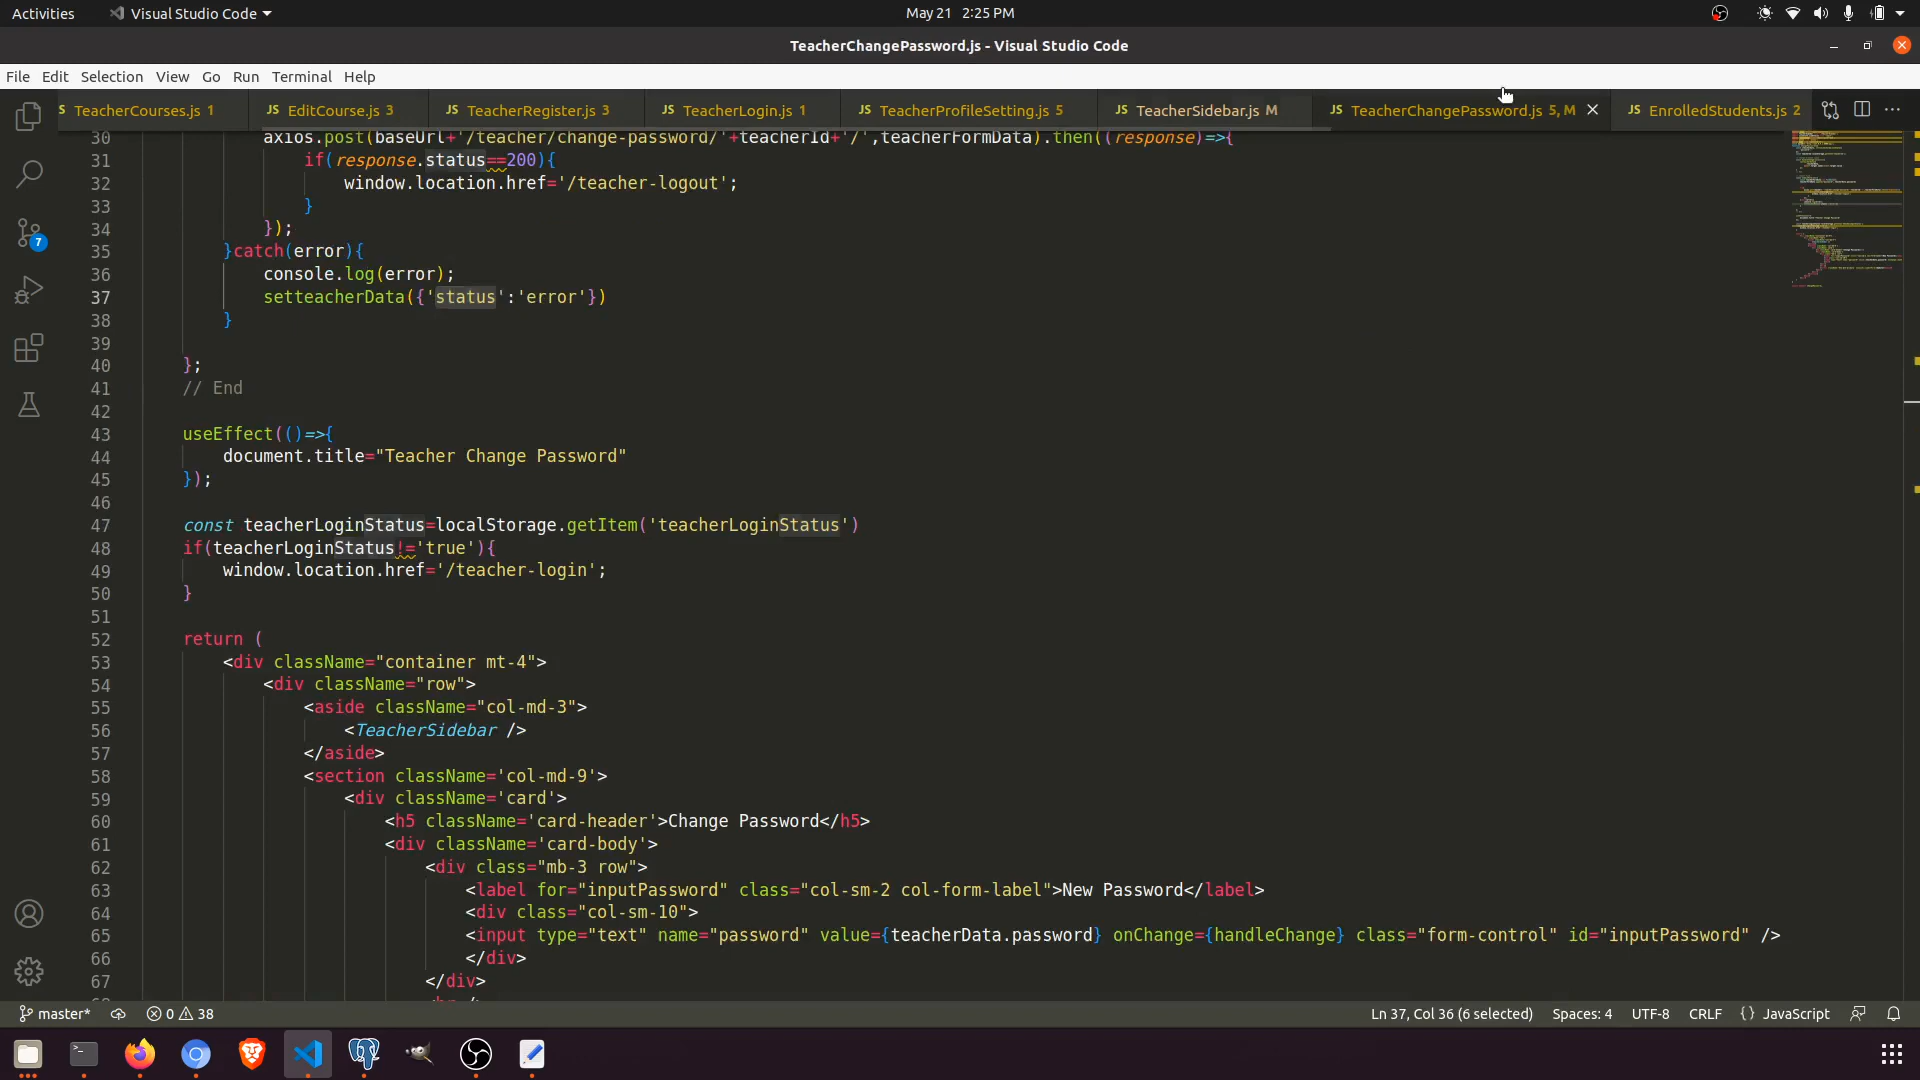 Activities
Visual Studio Code
May 21 2:25 PM
TeacherChangePassword.js - Visual Studio Code
File Edit Selection View Go Run Terminal Help
TeacherCourses.js 1
JS EditCourse.js 3
JS TeacherRegister.js 3
JS TeacherLogin.js 1
JS TeacherProfileSetting.js 5
JS TeacherSidebar.js M
JS TeacherChangePassword.js 5, M
JS EnrolledStudents.js 2
30 axios.post(baseUrl+'/teacher/change-password/'+teacherId+'/',teacherFormData).then((response)=>{
31 if(response.status==200){
32 window.location.href='/teacher-logout';
33 }
34 });
35 }catch(error){
36 console.log(error);
37 setteacherData({'status':'error'})
38 }
39
40 };
41 // End
42
43 useEffect(()=>{
44 document.title="Teacher Change Password"
45 });
46
47 const teacherLoginStatus=localStorage.getItem('teacherLoginStatus')
48 if(teacherLoginStatus!='true'){
49 window.location.href='/teacher-login';
50 }
51
52 return (
53 <div className="container mt-4">
54 <div className="row">
55 <aside className="col-md-3">
56 <TeacherSidebar />
57 </aside>
58 <section className='col-md-9'>
59 <div className='card'>
60 <h5 className='card-header'>Change Password</h5>
61 <div className='card-body'>
62 <div class="mb-3 row">
63 <label for="inputPassword" class="col-sm-2 col-form-label">New Password</label>
64 <div class="col-sm-10">
65 <input type="text" name="password" value={teacherData.password} onChange={handleChange} class="form-control" id="inputPassword" />
66 </div>
67 </div>
7
master*
0 38
Ln 37, Col 36 (6 selected)
Spaces: 4
UTF-8
CRLF
{} JavaScript